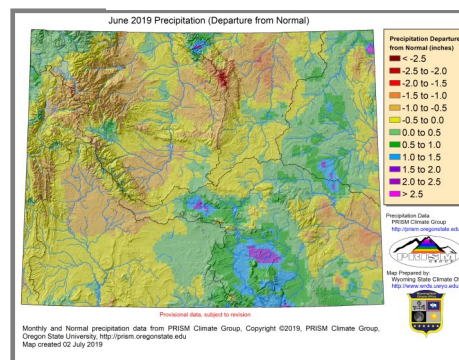 June 2019 Precipitation (Departure from Normal)
Precipitation Departure
from Normal (inches)
< -2.5
-2.5 to -2.0
-2.0 to -1.5
-1.5 to -1.0
-1.0 to -0.5
-0.5 to 0.0
0.0 to 0.5
0.5 to 1.0
1.0 to 1.5
1.5 to 2.0
2.0 to 2.5
> 2.5
Precipitation Data
PRISM Climate Group
http://prism.oregonstate.edu
PRISM
GROUP
Map Prepared by:
Wyoming State Climate Of
http://www.wrds.uwyo.edu
Provisional data, subject to revision
Monthly and Normal precipitation data from PRISM Climate Group, Copyright ©2019, PRISM Climate Group,
Oregon State University, http://prism.oregonstate.edu
Map created 02 July 2019